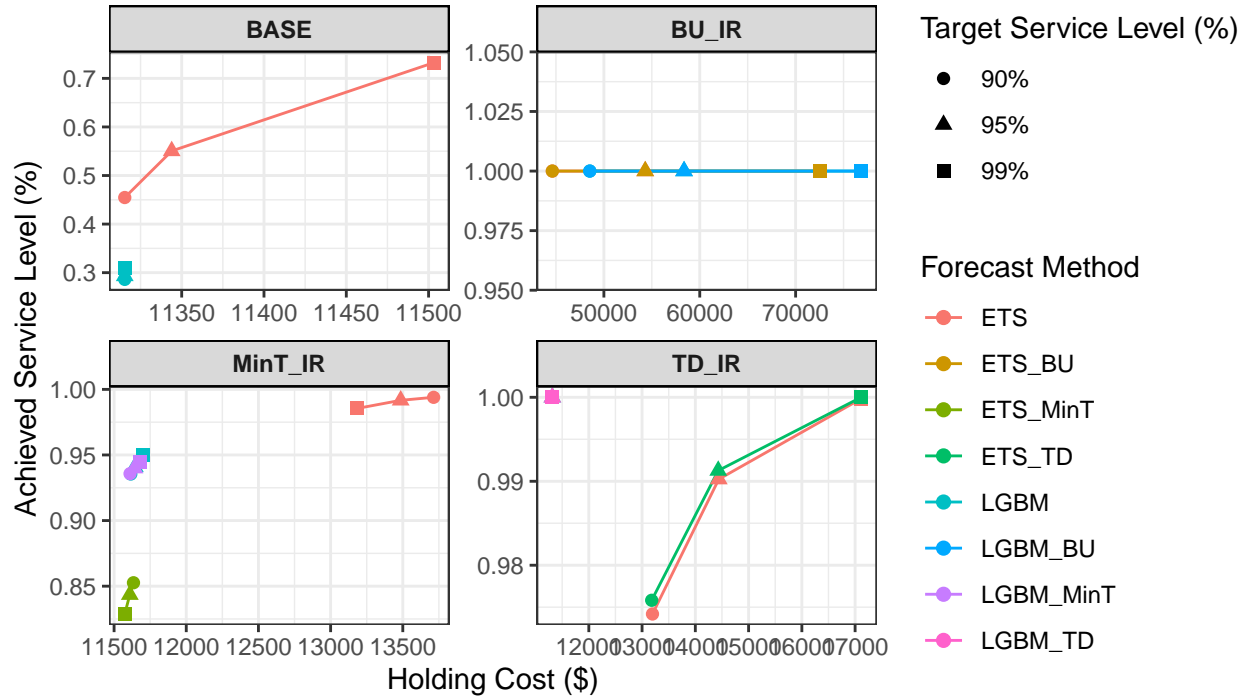 BASE
BU_IR
0.7
0.6
0.5
0.4
0.3
11350 11400 11450 11500
1.050
1.025
1.000
0.975
0.950
50000 60000 70000
MinT_IR
TD_IR
1.00
0.95
0.90
0.85
11500 12000 12500 13000 13500
1.00
0.99
0.98
12000 13000 14000 15000 16000 17000
Achieved Service Level (%)
Holding Cost ($)
Target Service Level (%)
90%
95%
99%
Forecast Method
ETS
ETS_BU
ETS_MinT
ETS_TD
LGBM
LGBM_BU
LGBM_MinT
LGBM_TD